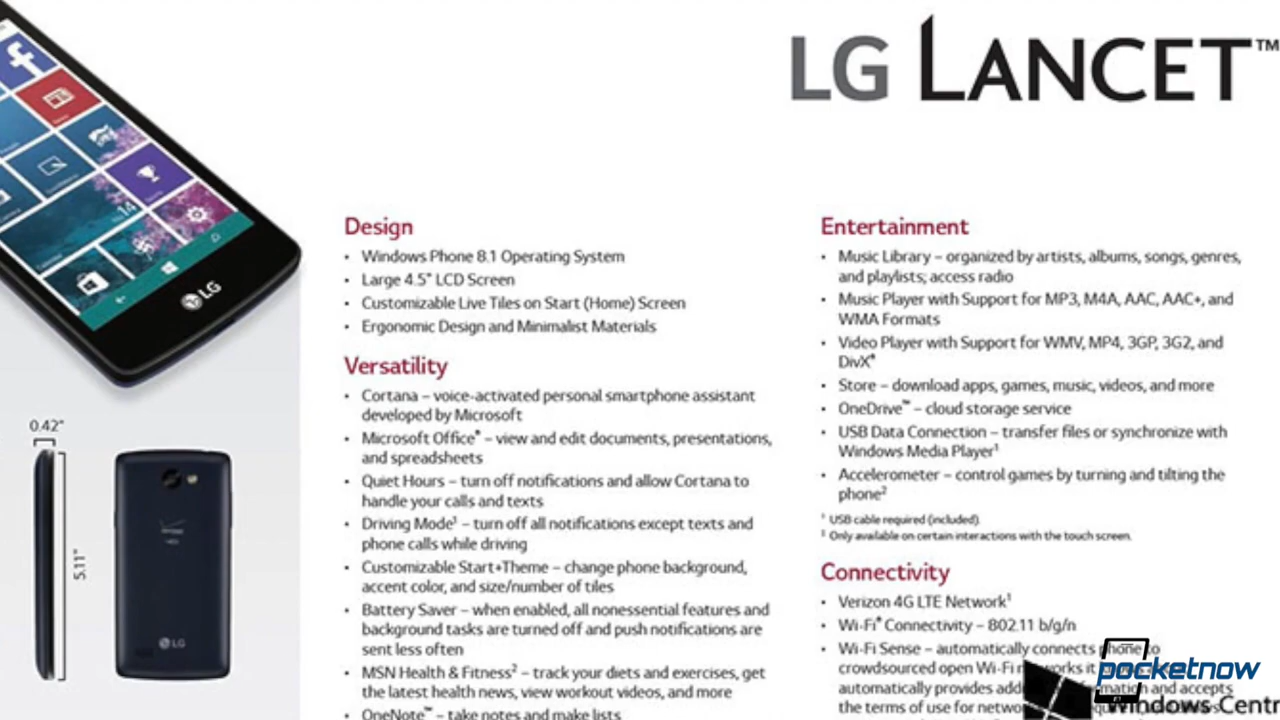 LG LANCET™
Design
• Windows Phone 8.1 Operating System
• Large 4.5" LCD Screen
• Customizable Live Tiles on Start (Home) Screen
• Ergonomic Design and Minimalist Materials
Versatility
• Cortana – voice-activated personal smartphone assistant
developed by Microsoft
• Microsoft Office® – view and edit documents, presentations,
and spreadsheets
• Quiet Hours – turn off notifications and allow Cortana to
handle your calls and texts
• Driving Mode¹ – turn off all notifications except texts and
phone calls while driving
• Customizable Start+Theme – change phone background,
accent color, and size/number of tiles
• Battery Saver – when enabled, all nonessential features and
background tasks are turned off and push notifications are
sent less often
• MSN Health & Fitness² – track your diets and exercises, get
the latest health news, view workout videos, and more
• OneNote™ – take notes and make lists
Entertainment
• Music Library – organized by artists, albums, songs, genres,
and playlists; access radio
• Music Player with Support for MP3, M4A, AAC, AAC+, and
WMA Formats
• Video Player with Support for WMV, MP4, 3GP, 3G2, and
DivX®
• Store – download apps, games, music, videos, and more
• OneDrive™ – cloud storage service
• USB Data Connection – transfer files or synchronize with
Windows Media Player¹
• Accelerometer – control games by turning and tilting the
phone²
¹ USB cable required (included).
² Only available on certain interactions with the touch screen.
Connectivity
• Verizon 4G LTE Network¹
• Wi-Fi® Connectivity – 802.11 b/g/n
• Wi-Fi Sense – automatically connects phone to
crowdsourced open Wi-Fi it
automatically provides and accepts
the terms of use for
0.42"
5.11"
LG
14
verizon
LG
pocketnow
Windows Centr